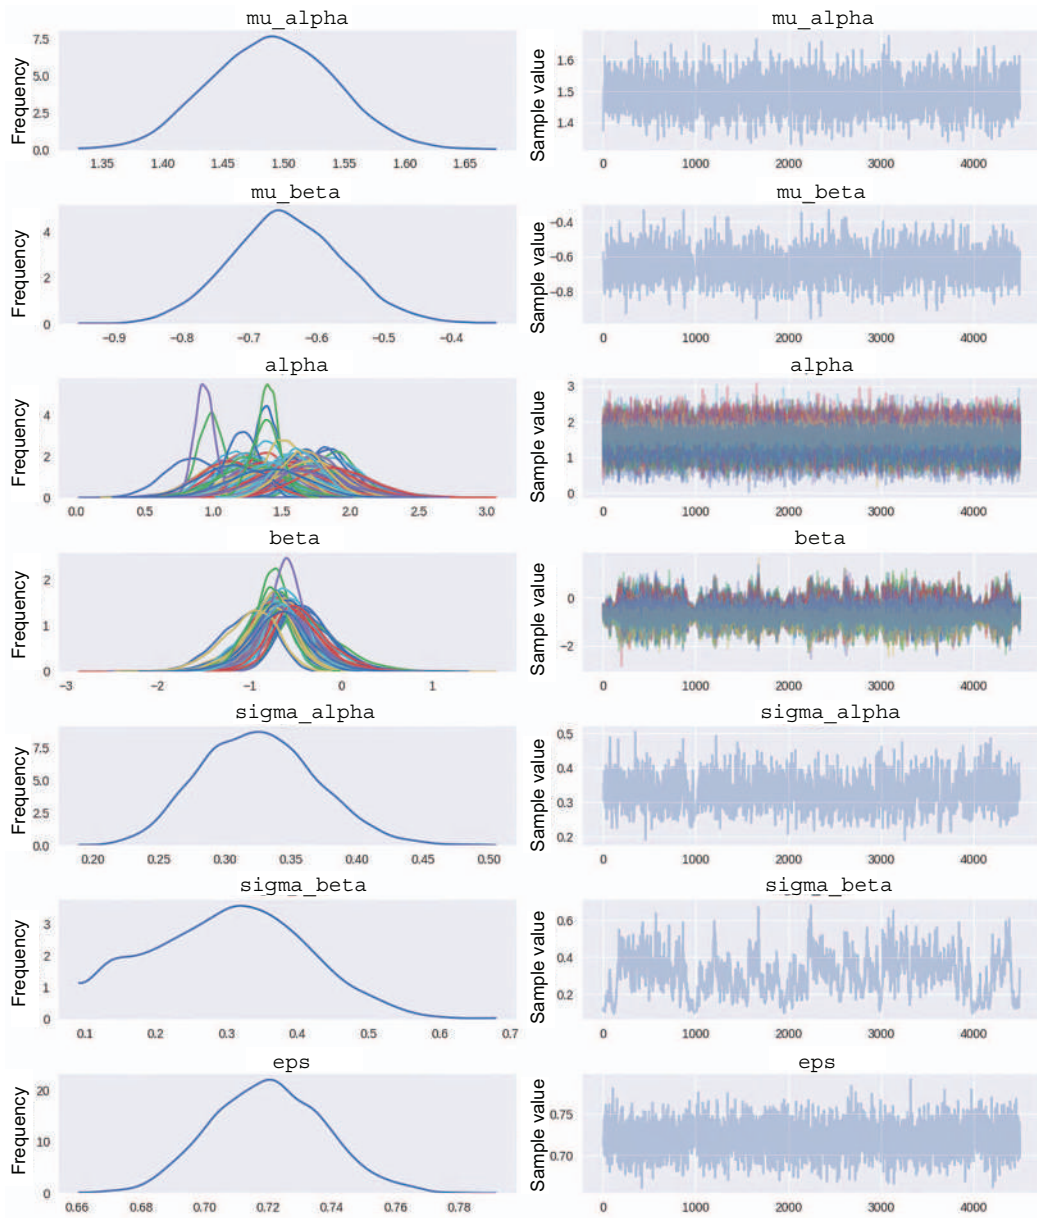 mu_alpha mu_alpha
Frequency
7.5
5.0
2.5
0.0
1.35 1.40 1.45 1.50 1.55 1.60 1.65
Sample value
1.6
1.5
1.4
0 1000 2000 3000 4000
mu_beta mu_beta
Frequency
4
2
0
−0.9 −0.8 −0.7 −0.6 −0.5 −0.4
Sample value
−0.4
−0.6
−0.8
0 1000 2000 3000 4000
alpha alpha
Frequency
4
2
0
0.0 0.5 1.0 1.5 2.0 2.5 3.0
Sample value
3
2
1
0
0 1000 2000 3000 4000
beta beta
Frequency
2
1
0
−3 −2 −1 0 1
Sample value
0
−2
0 1000 2000 3000 4000
sigma_alpha sigma_alpha
Frequency
7.5
5.0
2.5
0.0
0.20 0.25 0.30 0.35 0.40 0.45 0.50
Sample value
0.5
0.4
0.3
0.2
0 1000 2000 3000 4000
sigma_beta sigma_beta
Frequency
3
2
1
0
0.1 0.2 0.3 0.4 0.5 0.6 0.7
Sample value
0.6
0.4
0.2
0 1000 2000 3000 4000
eps eps
Frequency
20
10
0
0.66 0.68 0.70 0.72 0.74 0.76 0.78
Sample value
0.75
0.70
0 1000 2000 3000 4000